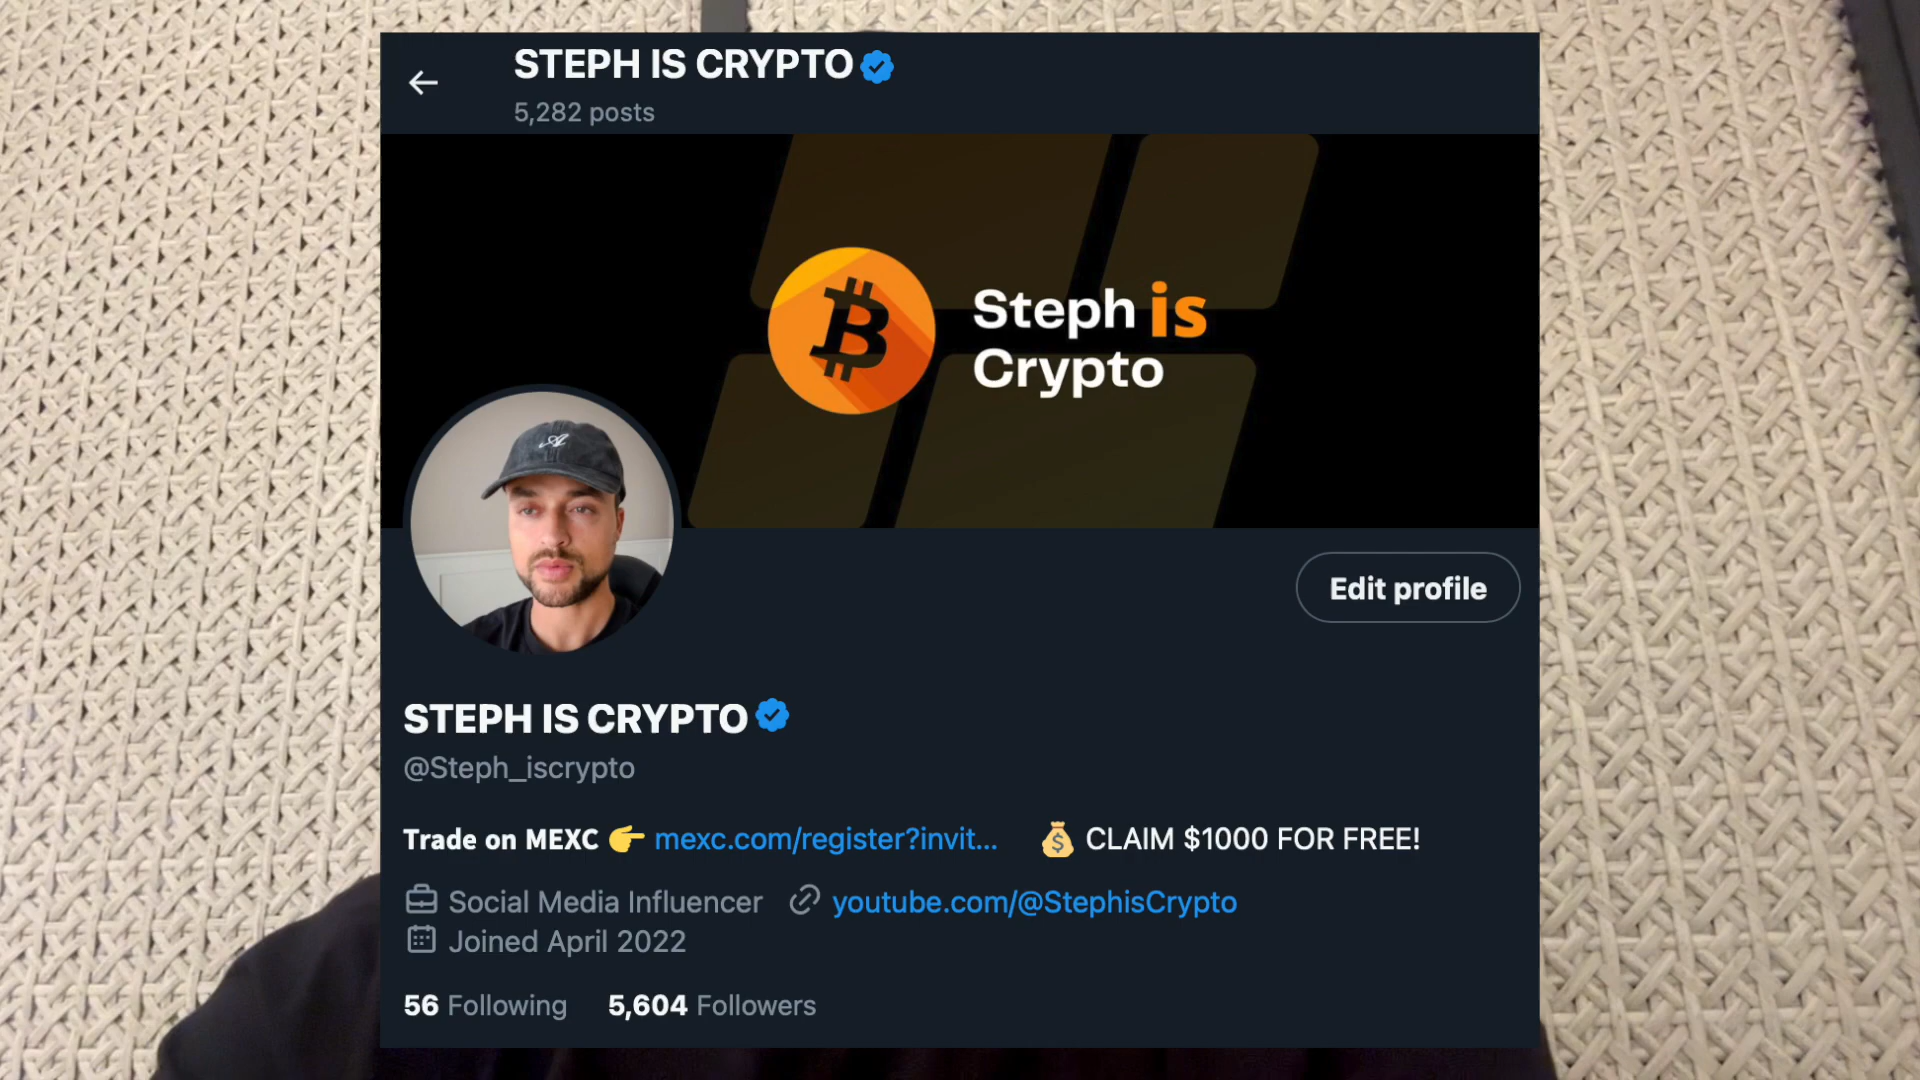 STEPH IS CRYPTO
5,282 posts
Steph is
Crypto
A
Edit profile
STEPH IS CRYPTO
@Steph_iscrypto
Trade on MEXC 👉 mexc.com/register?invit... 💰 CLAIM $1000 FOR FREE!
Social Media Influencer youtube.com/@StephisCrypto
Joined April 2022
56 Following 5,604 Followers